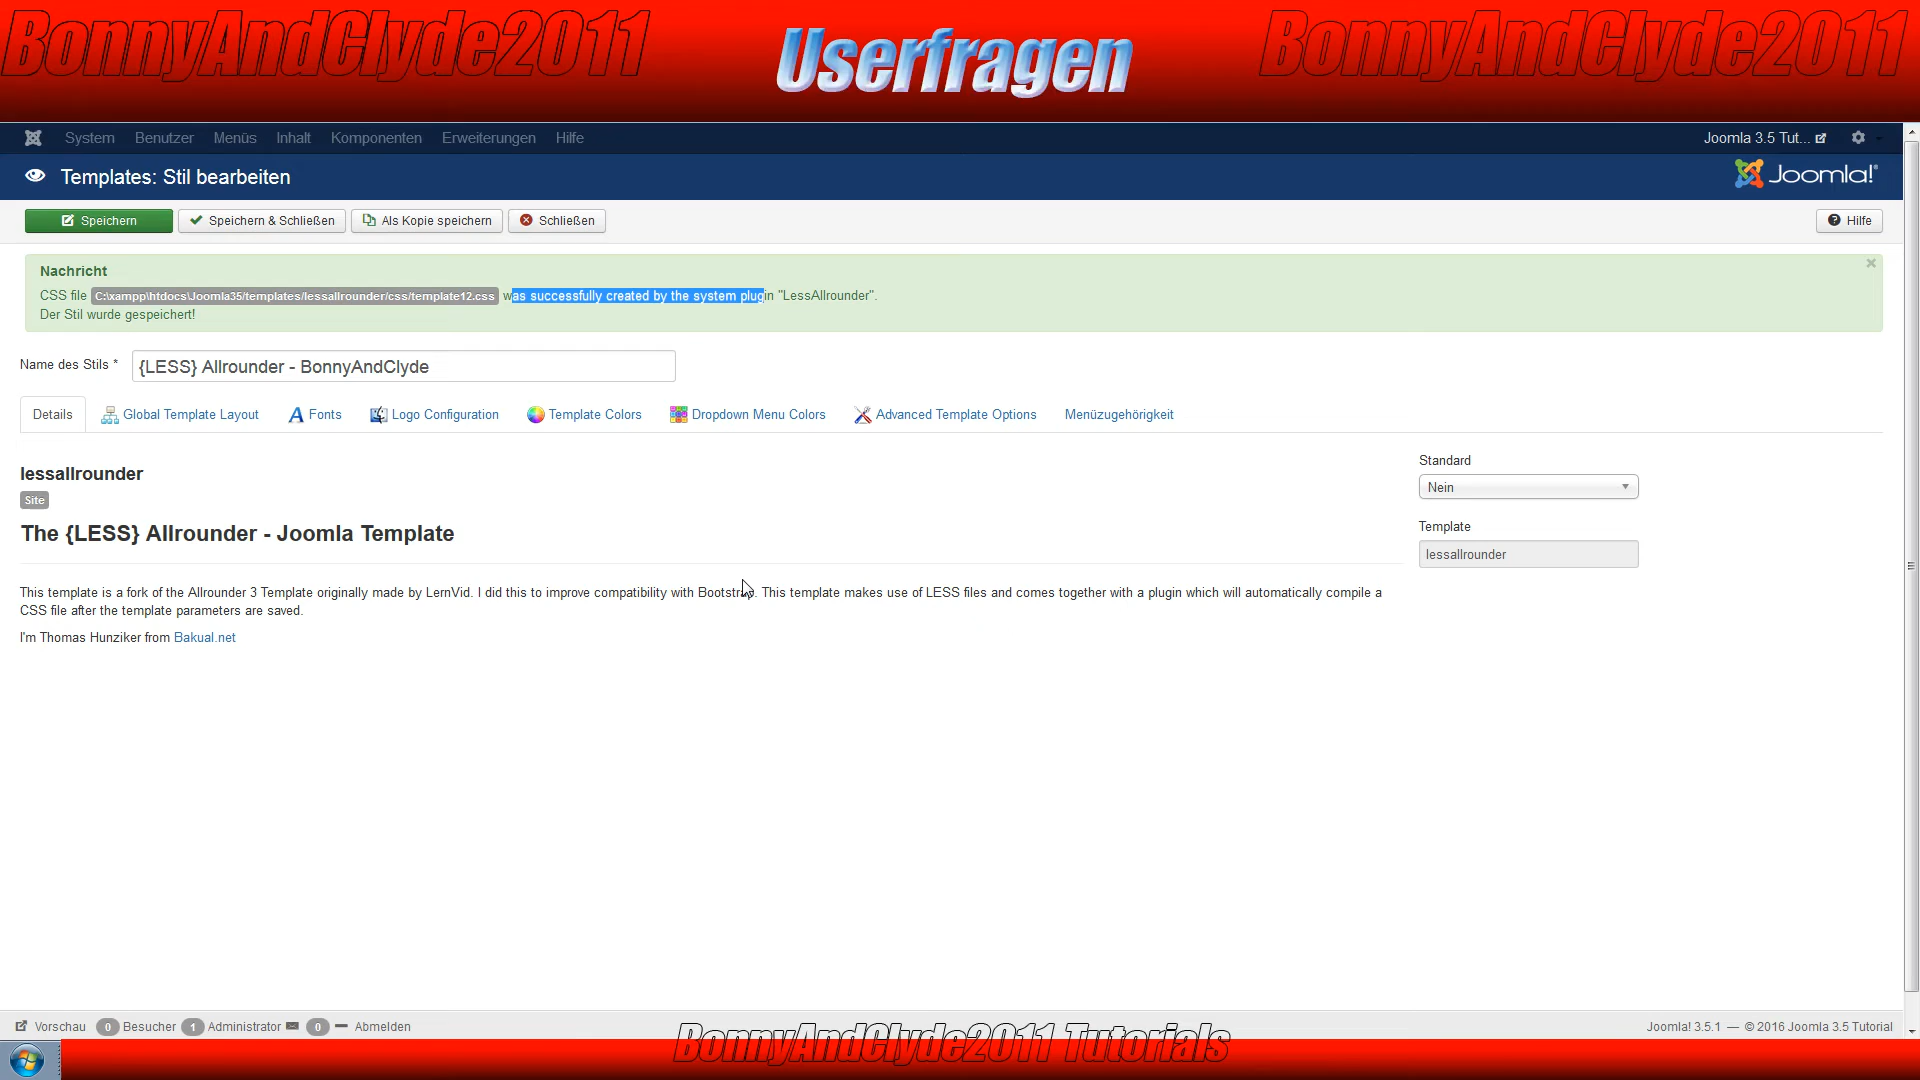 BonnyAndClyde2011 Userfragen BonnyAndClyde2011
System Benutzer Menüs Inhalt Komponenten Erweiterungen Hilfe Joomla 3.5 Tut...
Templates: Stil bearbeiten Joomla!®
Speichern Speichern & Schließen Als Kopie speichern Schließen Hilfe
Nachricht
CSS file C:\xampp\htdocs\Joomla35/templates/lessallrounder/css/template12.css was successfully created by the system plugin "LessAllrounder".
Der Stil wurde gespeichert!
Name des Stils * {LESS} Allrounder - BonnyAndClyde
Details Global Template Layout Fonts Logo Configuration Template Colors Dropdown Menu Colors Advanced Template Options Menüzugehörigkeit
lessallrounder
Site
The {LESS} Allrounder - Joomla Template
This template is a fork of the Allrounder 3 Template originally made by LernVid. I did this to improve compatibility with Bootstrap. This template makes use of LESS files and comes together with a plugin which will automatically compile a
CSS file after the template parameters are saved.
I'm Thomas Hunziker from Bakual.net
Standard
Nein
Template
lessallrounder
Vorschau 0 Besucher 1 Administrator 0 Abmelden Joomla! 3.5.1 — © 2016 Joomla 3.5 Tutorial
BonnyAndClyde2011 Tutorials